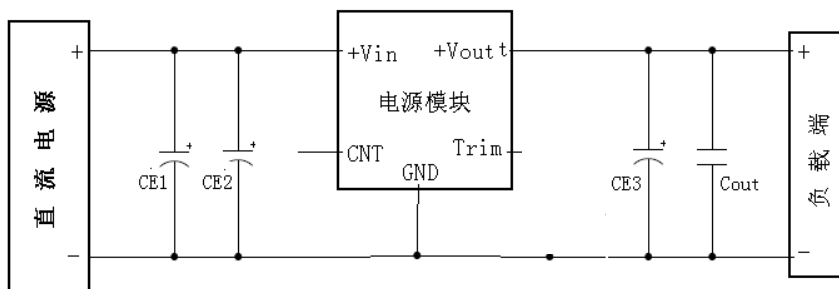 +
直流电源
-
CE1
+
CE2
+
+Vin
+Voutt
电源模块
CNT
Trim
GND
CE3
+
Cout
+
负载端
-